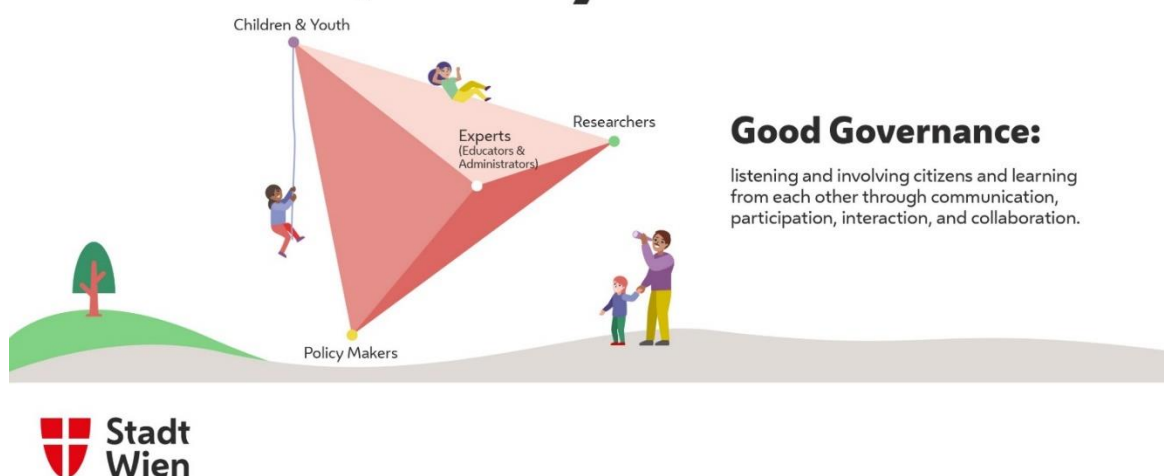 Children & Youth
Researchers
Experts
(Educators &
Administrators)
Policy Makers
Good Governance:
listening and involving citizens and learning
from each other through communication,
participation, interaction, and collaboration.
Stadt
Wien